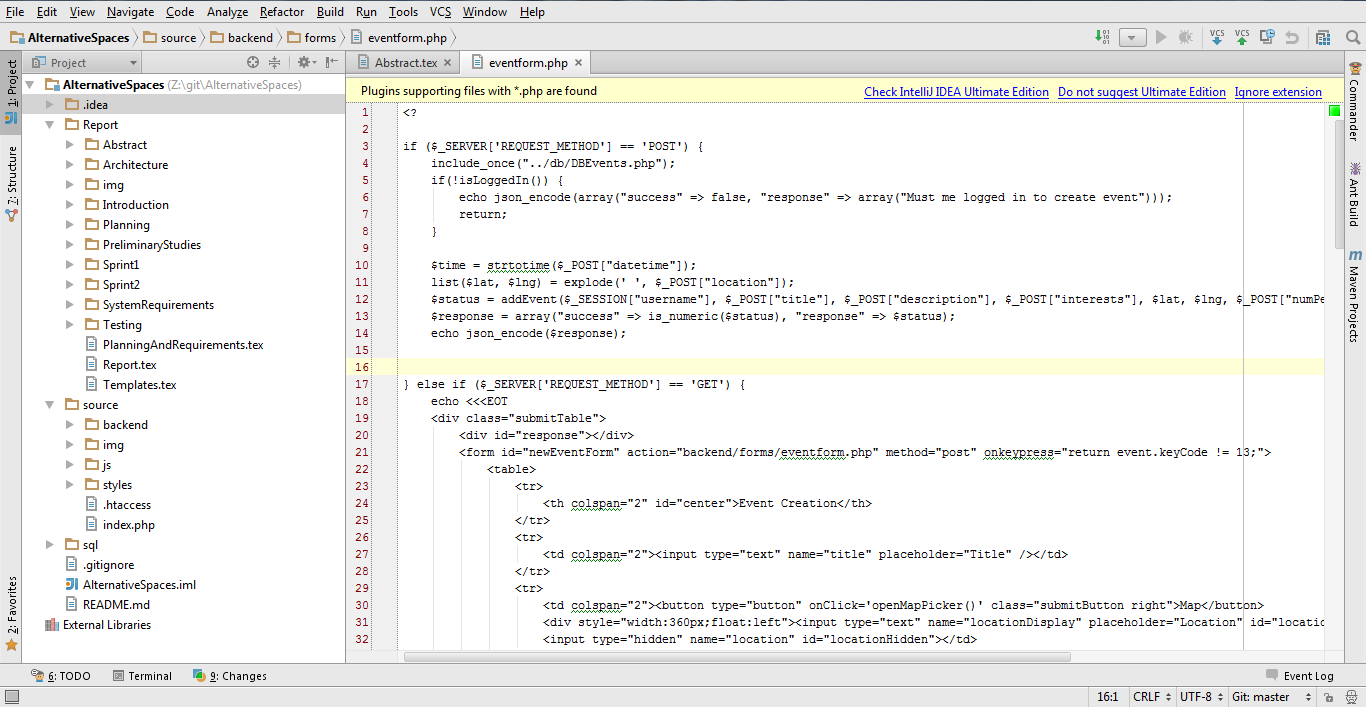 File Edit View Navigate Code Analyze Refactor Build Run Tools VCS Window Help
AlternativeSpaces source backend forms eventform.php
VCS VCS
Project
Abstract.tex eventform.php
1: Project
7: Structure
2: Favorites
AlternativeSpaces (Z:\git\AlternativeSpaces)
.idea
Report
Abstract
Architecture
img
Introduction
Planning
PreliminaryStudies
Sprint1
Sprint2
SystemRequirements
Testing
PlanningAndRequirements.tex
Report.tex
Templates.tex
source
backend
img
js
styles
.htaccess
index.php
sql
.gitignore
AlternativeSpaces.iml
README.md
External Libraries
Plugins supporting files with *.php are found Check IntelliJ IDEA Ultimate Edition Do not suggest Ultimate Edition Ignore extension
1 <?
2
3 if ($_SERVER['REQUEST_METHOD'] == 'POST') {
4 include_once("../db/DBEvents.php");
5 if(!isLoggedIn()) {
6 echo json_encode(array("success" => false, "response" => array("Must me logged in to create event")));
7 return;
8 }
9
10 $time = strtotime($_POST["datetime"]);
11 list($lat, $lng) = explode(' ', $_POST["location"]);
12 $status = addEvent($_SESSION["username"], $_POST["title"], $_POST["description"], $_POST["interests"], $lat, $lng, $_POST["numPe
13 $response = array("success" => is_numeric($status), "response" => $status);
14 echo json_encode($response);
15
16
17 } else if ($_SERVER['REQUEST_METHOD'] == 'GET') {
18 echo <<<EOT
19 <div class="submitTable">
20 <div id="response"></div>
21 <form id="newEventForm" action="backend/forms/eventform.php" method="post" onkeypress="return event.keyCode != 13;">
22 <table>
23 <tr>
24 <th colspan="2" id="center">Event Creation</th>
25 </tr>
26 <tr>
27 <td colspan="2"><input type="text" name="title" placeholder="Title" /></td>
28 </tr>
29 <tr>
30 <td colspan="2"><button type="button" onClick='openMapPicker()' class="submitButton right">Map</button>
31 <div style="width:360px;float:left"><input type="text" name="locationDisplay" placeholder="Location" id="locatio
32 <input type="hidden" name="location" id="locationHidden"></td>
Commander
Ant Build
m Maven Projects
6: TODO Terminal 9: Changes Event Log
16:1 CRLF UTF-8 Git: master